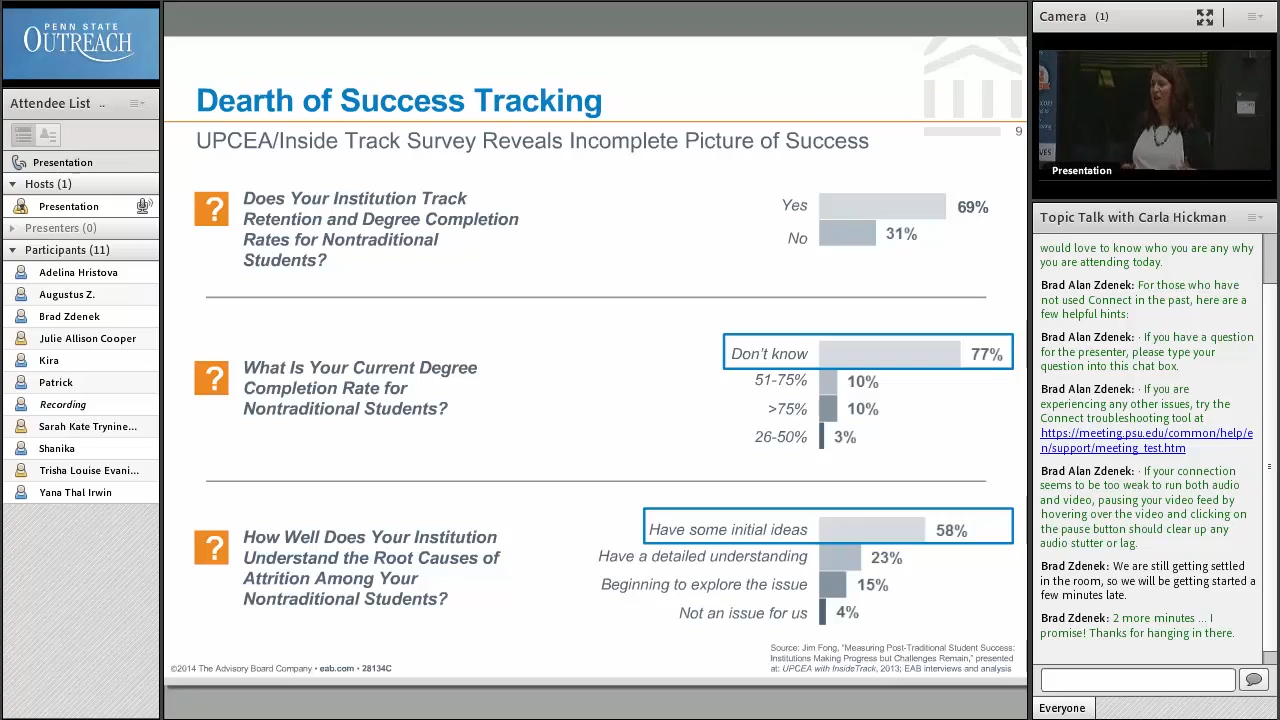 PENN STATE
OUTREACH
Attendee List ..
Presentation
Hosts (1)
Presentation
Presenters (0)
Participants (11)
Adelina Hristova
Augustus Z.
Brad Zdenek
Julie Allison Cooper
Kira
Patrick
Recording
Sarah Kate Trynine...
Shanika
Trisha Louise Evani...
Yana Thal Irwin
Dearth of Success Tracking
9
UPCEA/Inside Track Survey Reveals Incomplete Picture of Success
?
Does Your Institution Track
Retention and Degree Completion
Rates for Nontraditional
Students?
Yes 69%
No 31%
?
What Is Your Current Degree
Completion Rate for
Nontraditional Students?
Don't know 77%
51-75% 10%
>75% 10%
26-50% 3%
?
How Well Does Your Institution
Understand the Root Causes of
Attrition Among Your
Nontraditional Students?
Have some initial ideas 58%
Have a detailed understanding 23%
Beginning to explore the issue 15%
Not an issue for us 4%
©2014 The Advisory Board Company • eab.com • 28134C
Source: Jim Fong, "Measuring Post-Traditional Student Success:
Institutions Making Progress but Challenges Remain," presented
at: UPCEA with InsideTrack, 2013; EAB interviews and analysis
Camera (1)
Presentation
Topic Talk with Carla Hickman
would love to know who you are any why
you are attending today.
Brad Alan Zdenek: For those who have
not used Connect in the past, here are a
few helpful hints:
Brad Alan Zdenek: · If you have a question
for the presenter, please type your
question into this chat box.
Brad Alan Zdenek: · If you are
experiencing any other issues, try the
Connect troubleshooting tool at
https://meeting.psu.edu/common/help/e
n/support/meeting_test.htm
Brad Alan Zdenek: · If your connection
seems to be too weak to run both audio
and video, pausing your video feed by
hovering over the video and clicking on
the pause button should clear up any
audio stutter or lag.
Brad Zdenek: We are still getting settled
in the room, so we will be getting started a
few minutes late.
Brad Zdenek: 2 more minutes ... I
promise! Thanks for hanging in there.
Everyone